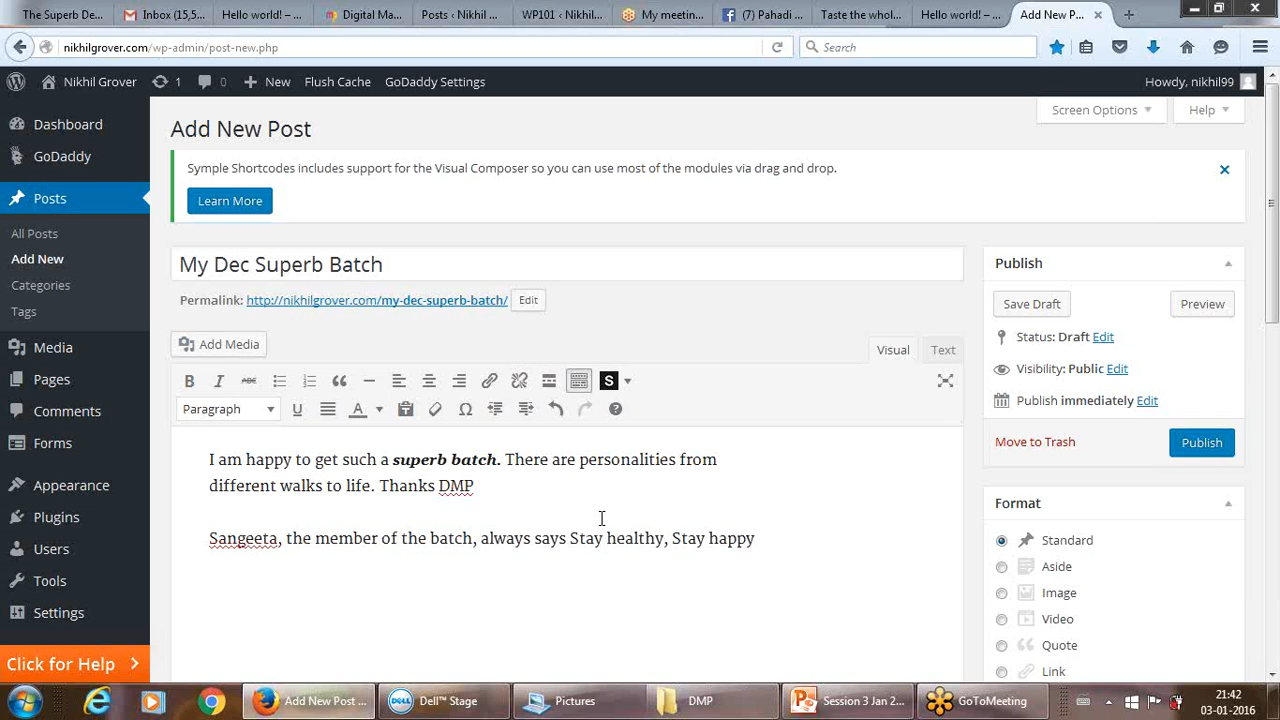 The Superb De...
Inbox (15,5...
Hello world! – ...
Digital Ma...
Posts ‹ Nikhil ...
WP101 – Nikhil...
My meetin...
(7) Pahadi ...
Taste the whol...
Hello world! – ...
Add New P...
nikhilgrover.com/wp-admin/post-new.php
Search
Nikhil Grover
1
0
New
Flush Cache
GoDaddy Settings
Howdy, nikhil99
Dashboard
GoDaddy
Posts
All Posts
Add New
Categories
Tags
Media
Pages
Comments
Forms
Appearance
Plugins
Users
Tools
Settings
Click for Help
Screen Options
Help
Add New Post
Symple Shortcodes includes support for the Visual Composer so you can use most of the modules via drag and drop.
Learn More
My Dec Superb Batch
Permalink: http://nikhilgrover.com/my-dec-superb-batch/ Edit
Add Media
Visual
Text
B I ABC
S
Paragraph
U
A
I am happy to get such a superb batch. There are personalities from
different walks to life. Thanks DMP
Sangeeta, the member of the batch, always says Stay healthy, Stay happy
Publish
Save Draft
Preview
Status: Draft Edit
Visibility: Public Edit
Publish immediately Edit
Move to Trash
Publish
Format
Standard
Aside
Image
Video
Quote
Link
Add New Post ...
Dell™ Stage
Pictures
DMP
Session 3 Jan 2...
GoToMeeting
21:42
03-01-2016